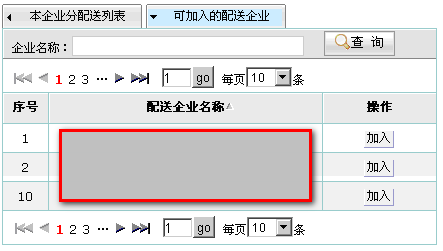 本企业分配送列表 可加入的配送企业
企业名称： 查 询
1 2 3 ··· 1 go 每页 10 条
序号 配送企业名称 操作
1 加入
2 加入
10 加入
1 2 3 ··· 1 go 每页 10 条